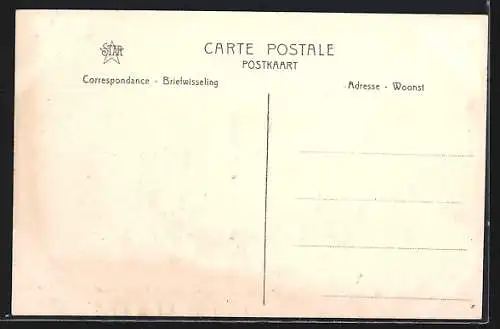 STAR
CARTE POSTALE
POSTKAART
Correspondance - Briefwisseling
Adresse - Woonst